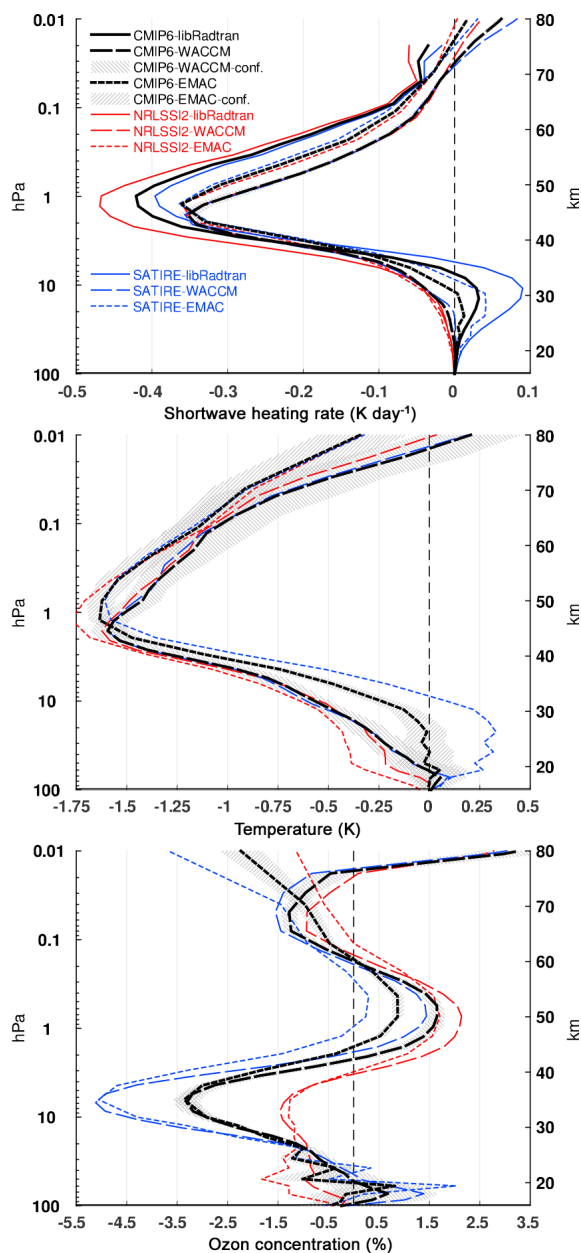 0.01
0.1
1
10
100
hPa
80
70
60
50
40
30
20
km
CMIP6-libRadtran
CMIP6-WACCM
CMIP6-WACCM-conf.
CMIP6-EMAC
CMIP6-EMAC-conf.
NRLSSI2-libRadtran
NRLSSI2-WACCM
NRLSSI2-EMAC
SATIRE-libRadtran
SATIRE-WACCM
SATIRE-EMAC
-0.5 -0.4 -0.3 -0.2 -0.1 0 0.1
Shortwave heating rate (K day⁻¹)
0.01
0.1
1
10
100
hPa
80
70
60
50
40
30
20
km
-1.75 -1.5 -1.25 -1 -0.75 -0.5 -0.25 0 0.25 0.5
Temperature (K)
0.01
0.1
1
10
100
hPa
80
70
60
50
40
30
20
km
-5.5 -4.5 -3.5 -2.5 -1.5 -0.5 0.5 1.5 2.5 3.5
Ozon concentration (%)